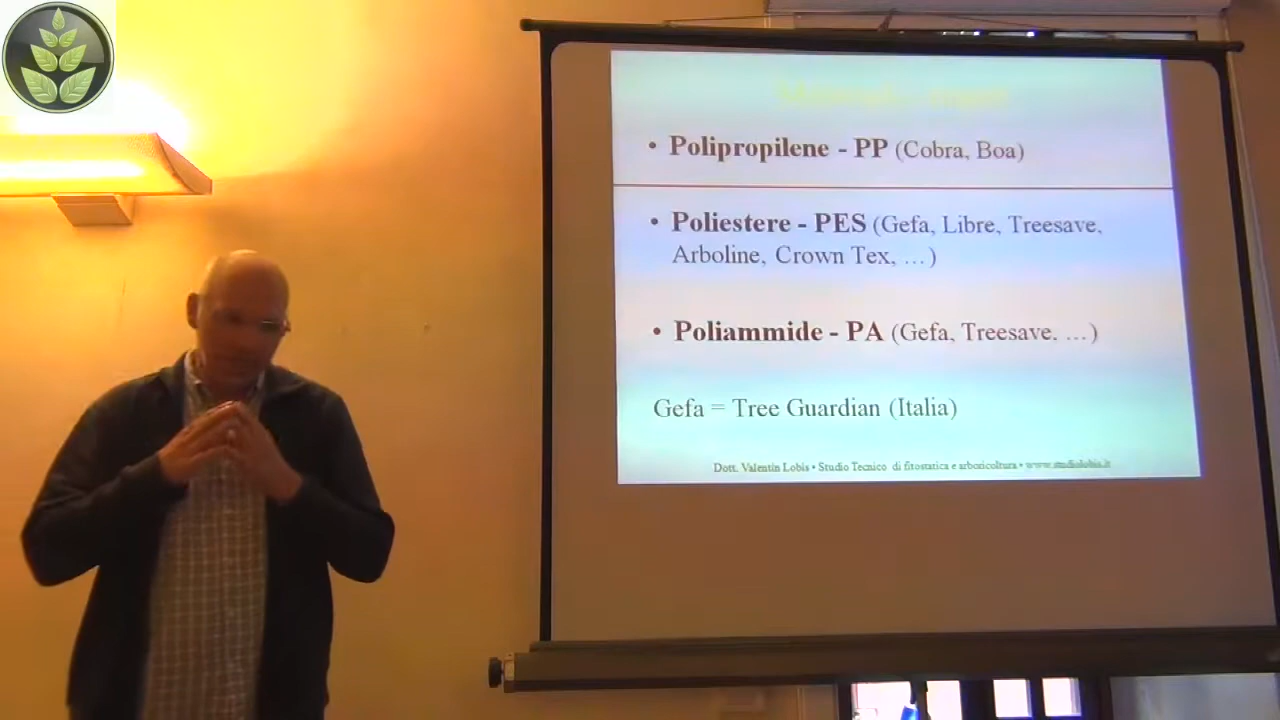 • Polipropilene - PP (Cobra, Boa)
• Poliestere - PES (Gefa, Libre, Treesave,
Arboline, Crown Tex, …)
• Poliammide - PA (Gefa, Treesave. …)
Gefa = Tree Guardian (Italia)
Dott. Valentin Lobis • Studio Tecnico di fitostatica e arboricoltura • www.studiolobis.it